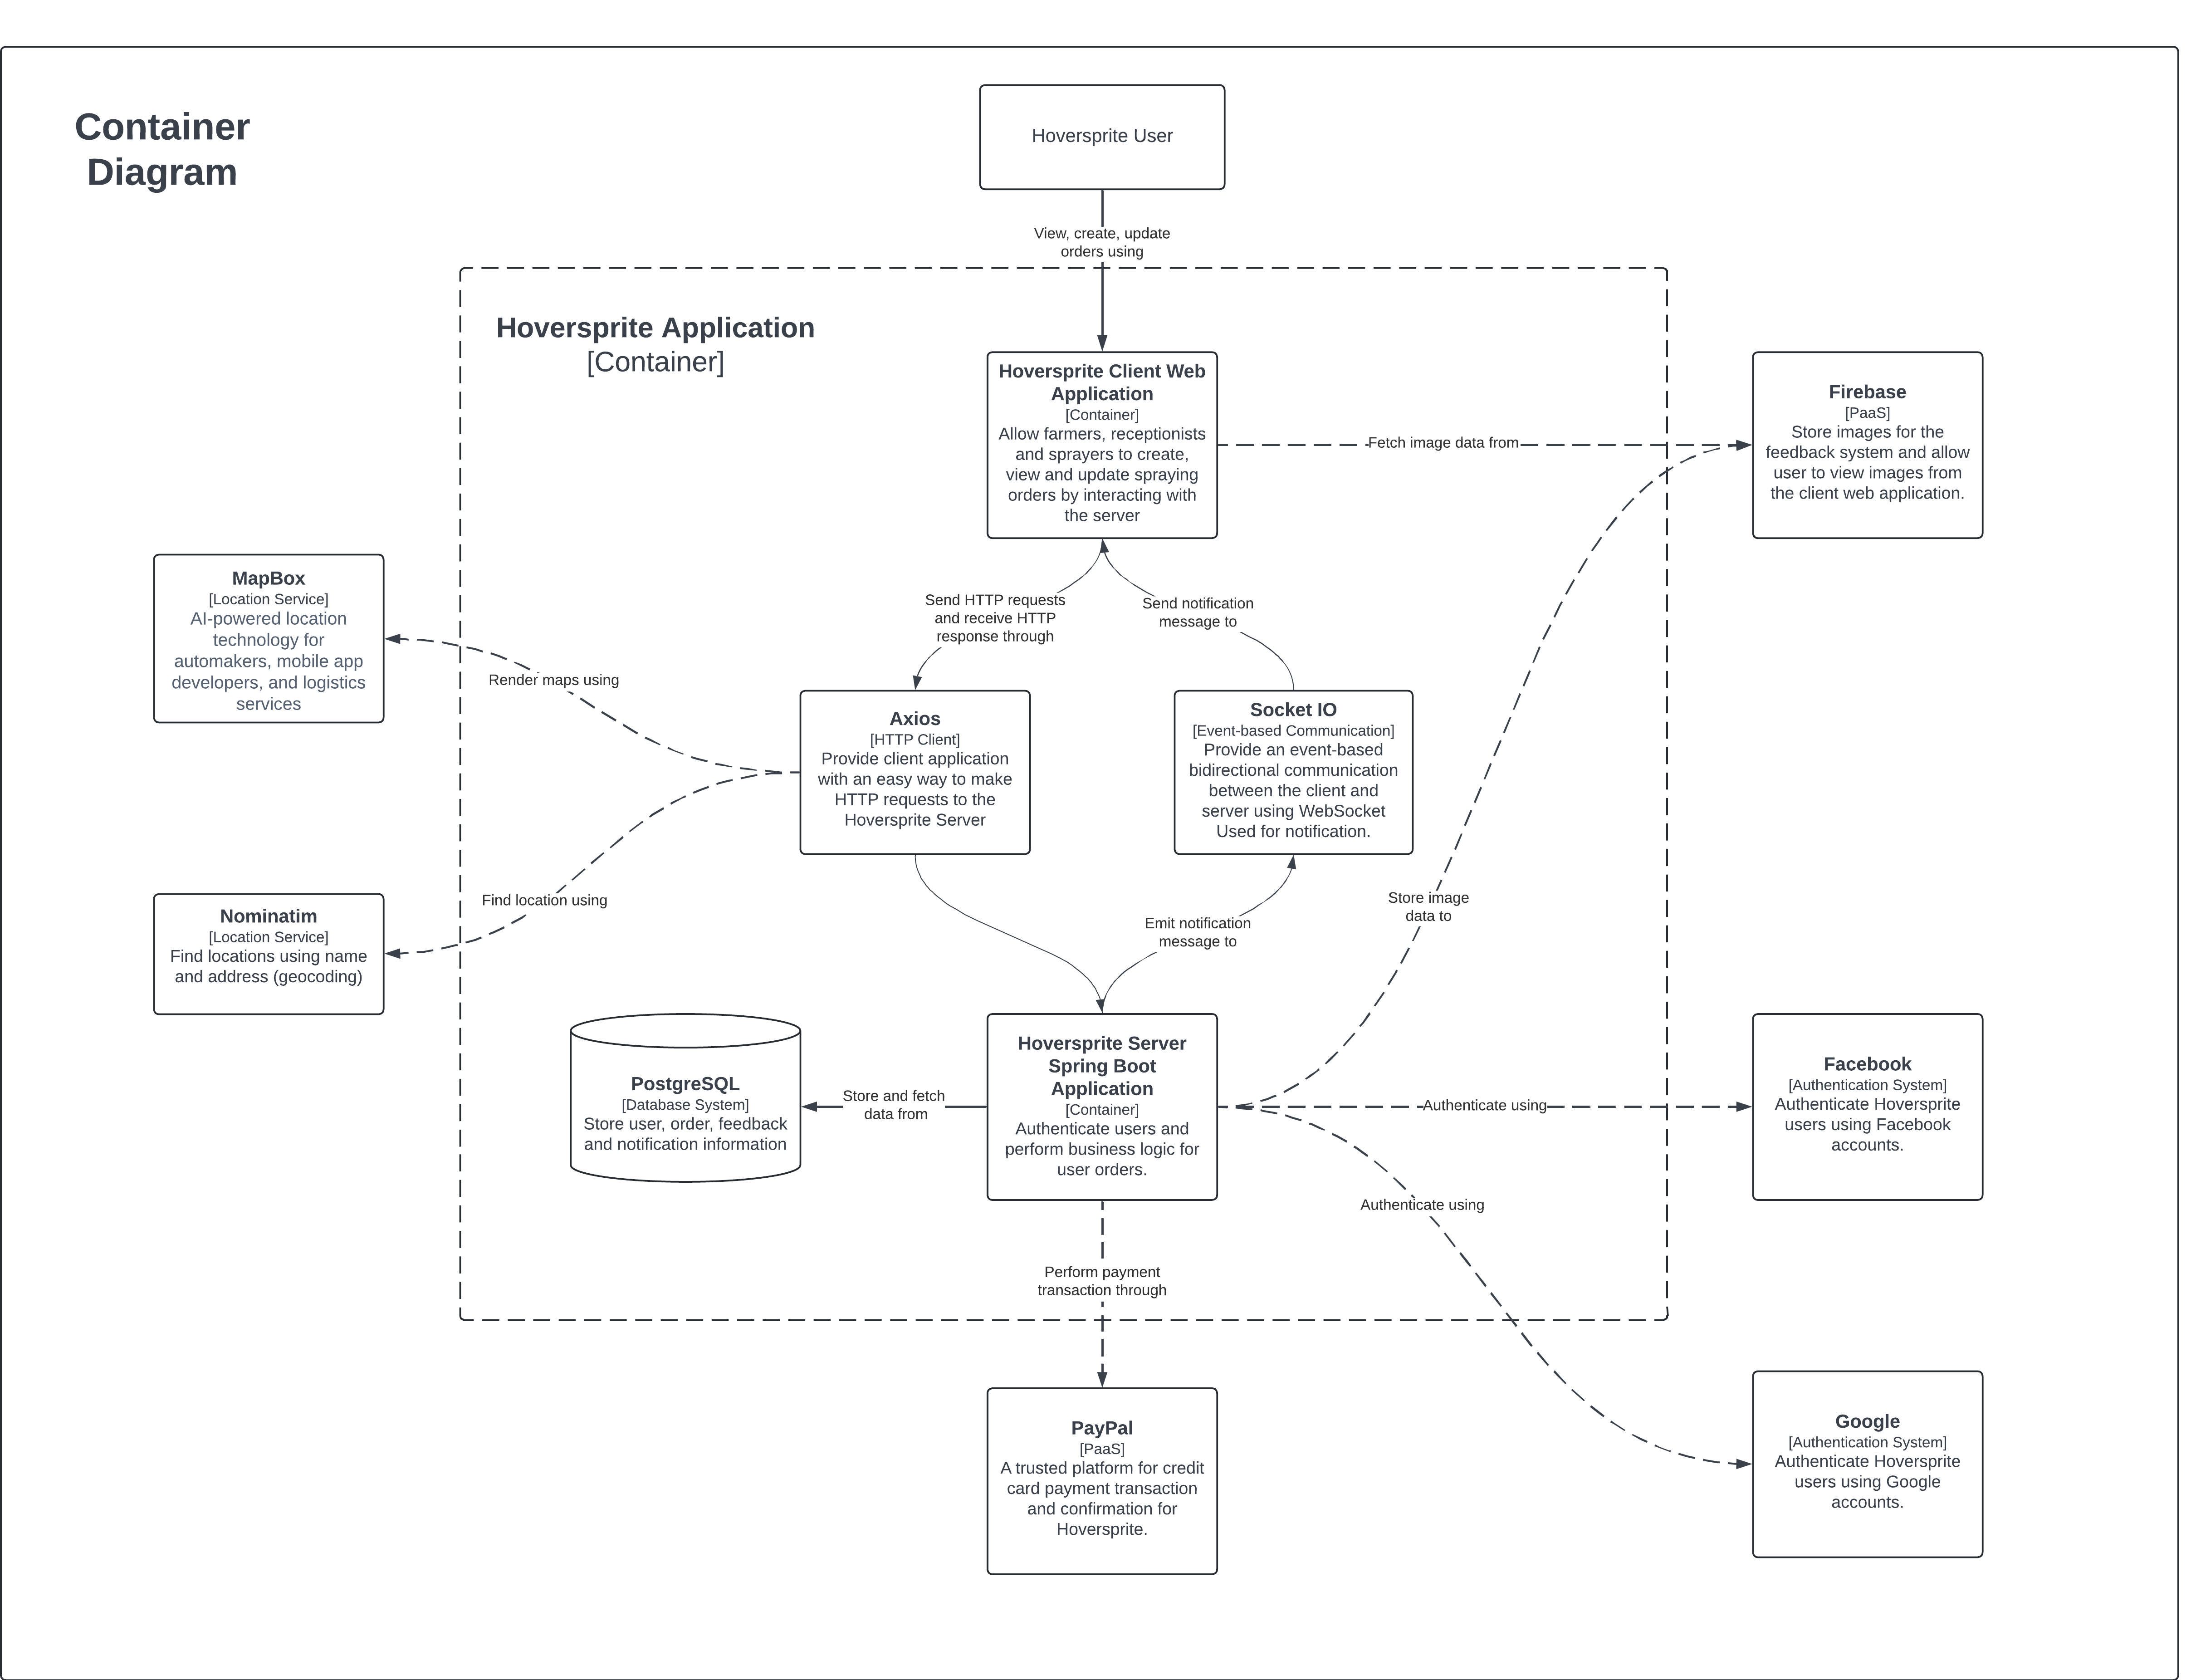 Container
Diagram
Hoversprite User
View, create, update
orders using
Hoversprite Application
[Container]
Hoversprite Client Web
Application
[Container]
Allow farmers, receptionists
and sprayers to create,
view and update spraying
orders by interacting with
the server
Fetch image data from
Firebase
[PaaS]
Store images for the
feedback system and allow
user to view images from
the client web application.
MapBox
[Location Service]
AI-powered location
technology for
automakers, mobile app
developers, and logistics
services
Send HTTP requests
and receive HTTP
response through
Send notification
message to
Render maps using
Axios
[HTTP Client]
Provide client application
with an easy way to make
HTTP requests to the
Hoversprite Server
Socket IO
[Event-based Communication]
Provide an event-based
bidirectional communication
between the client and
server using WebSocket
Used for notification.
Nominatim
[Location Service]
Find locations using name
and address (geocoding)
Find location using
Emit notification
message to
Store image
data to
PostgreSQL
[Database System]
Store user, order, feedback
and notification information
Store and fetch
data from
Hoversprite Server
Spring Boot
Application
[Container]
Authenticate users and
perform business logic for
user orders.
Authenticate using
Facebook
[Authentication System]
Authenticate Hoversprite
users using Facebook
accounts.
Authenticate using
Perform payment
transaction through
PayPal
[PaaS]
A trusted platform for credit
card payment transaction
and confirmation for
Hoversprite.
Google
[Authentication System]
Authenticate Hoversprite
users using Google
accounts.